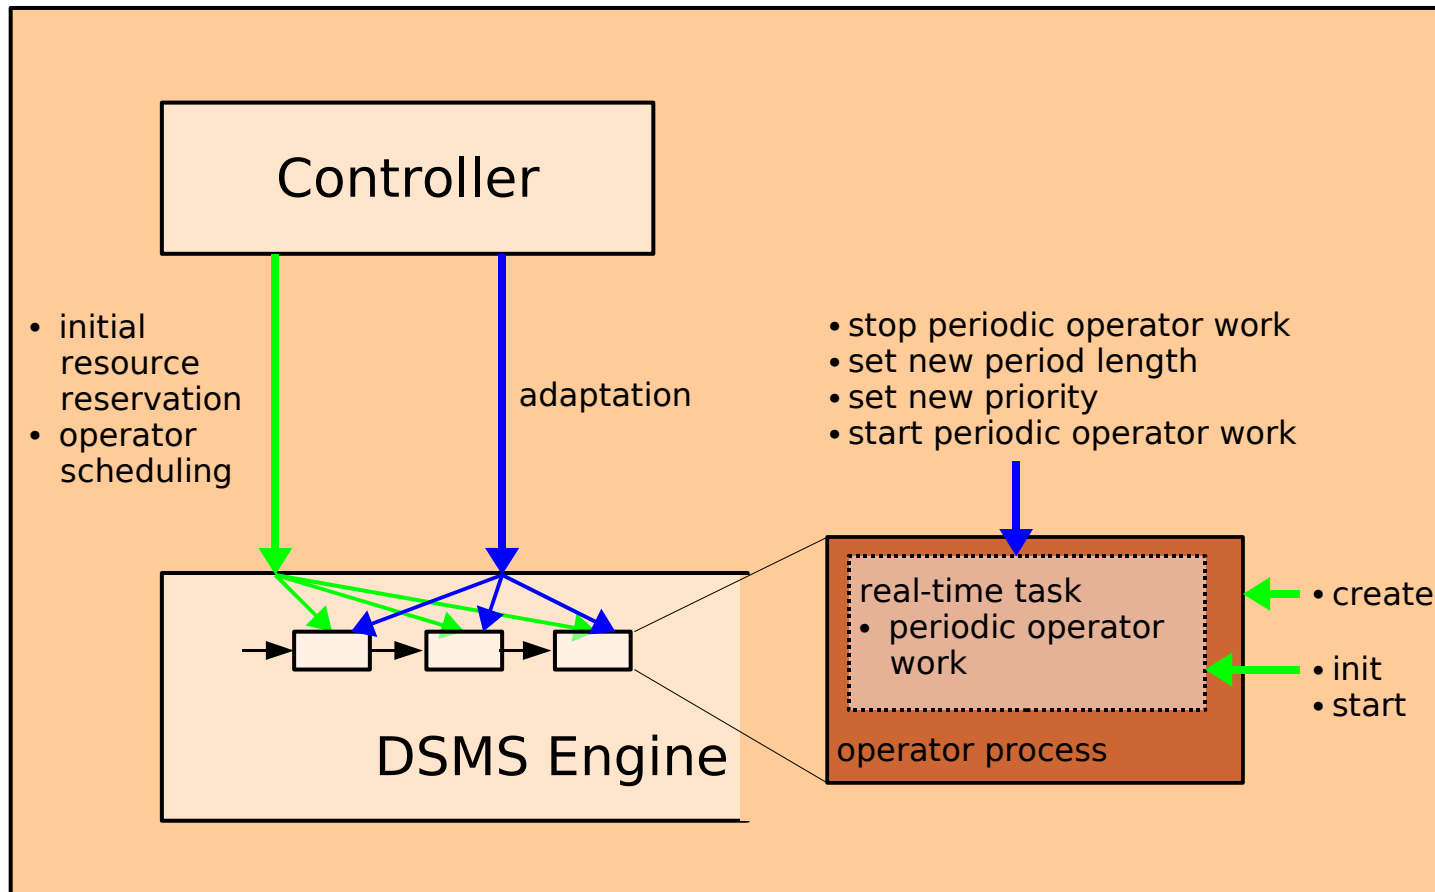 Controller
• initial
resource
reservation
• operator
scheduling
adaptation
• stop periodic operator work
• set new period length
• set new priority
• start periodic operator work
real-time task
• periodic operator
work
operator process
• create
• init
• start
DSMS Engine